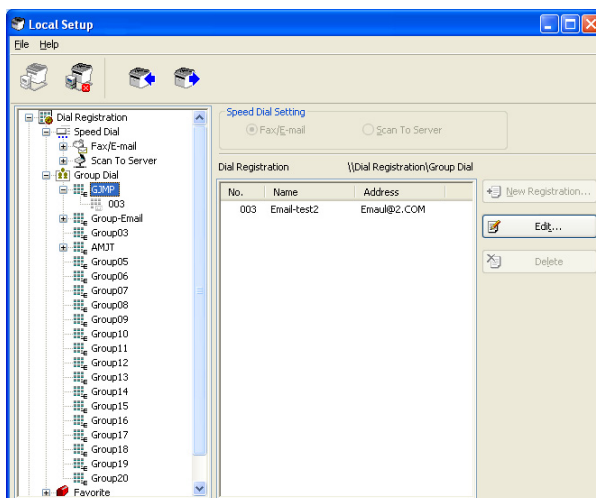 Local Setup
File Help
Dial Registration
Speed Dial
Fax/E-mail
Scan To Server
Group Dial
GJMP
003
Group-Email
Group03
AMJT
Group05
Group06
Group07
Group08
Group09
Group10
Group11
Group12
Group13
Group14
Group15
Group16
Group17
Group18
Group19
Group20
Favorite
Speed Dial Setting
Fax/E-mail Scan To Server
Dial Registration \\Dial Registration\Group Dial
No. Name Address
003 Email-test2 Emaul@2.COM
New Registration...
Edit...
Delete